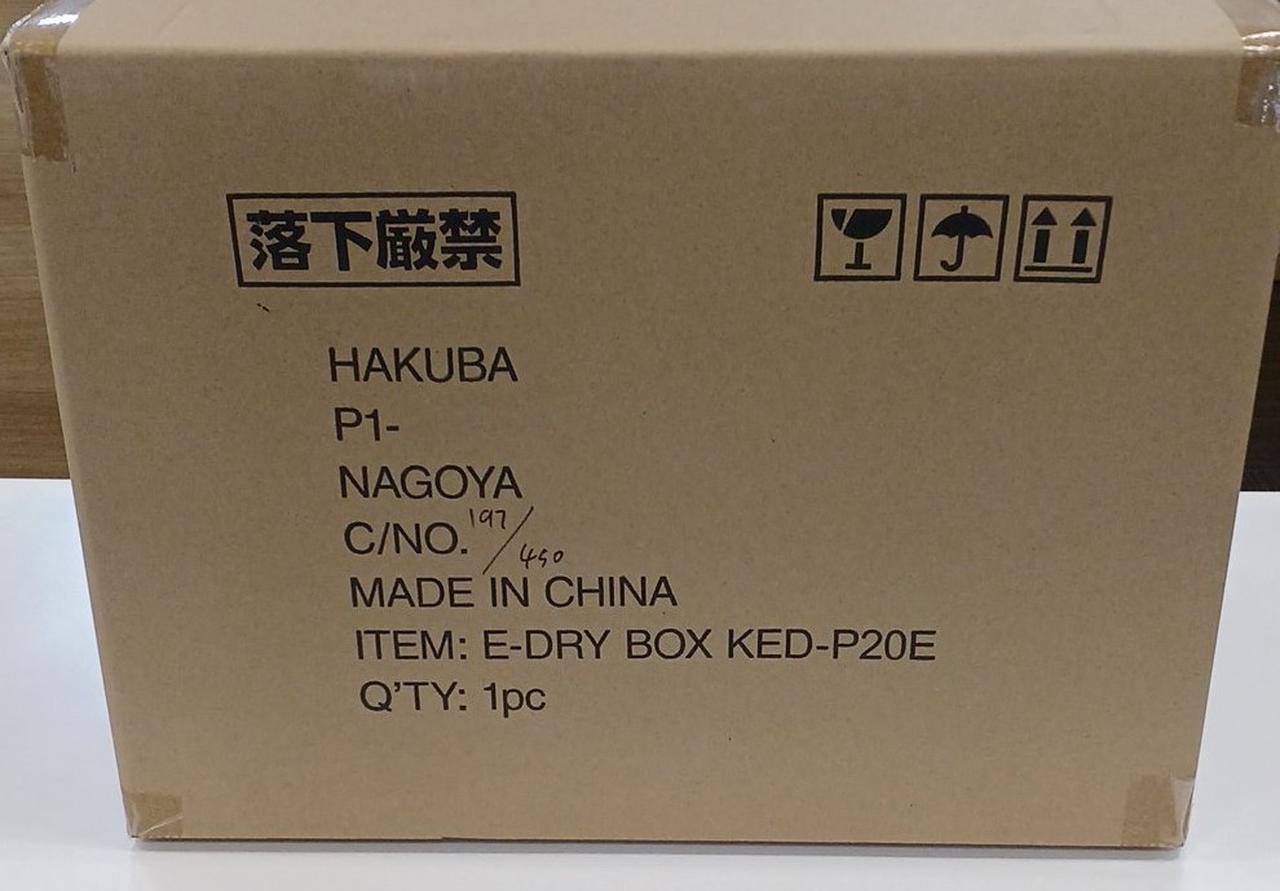 落下厳禁
HAKUBA
P1-
NAGOYA
C/NO. 197/450
MADE IN CHINA
ITEM: E-DRY BOX KED-P20E
Q'TY: 1pc